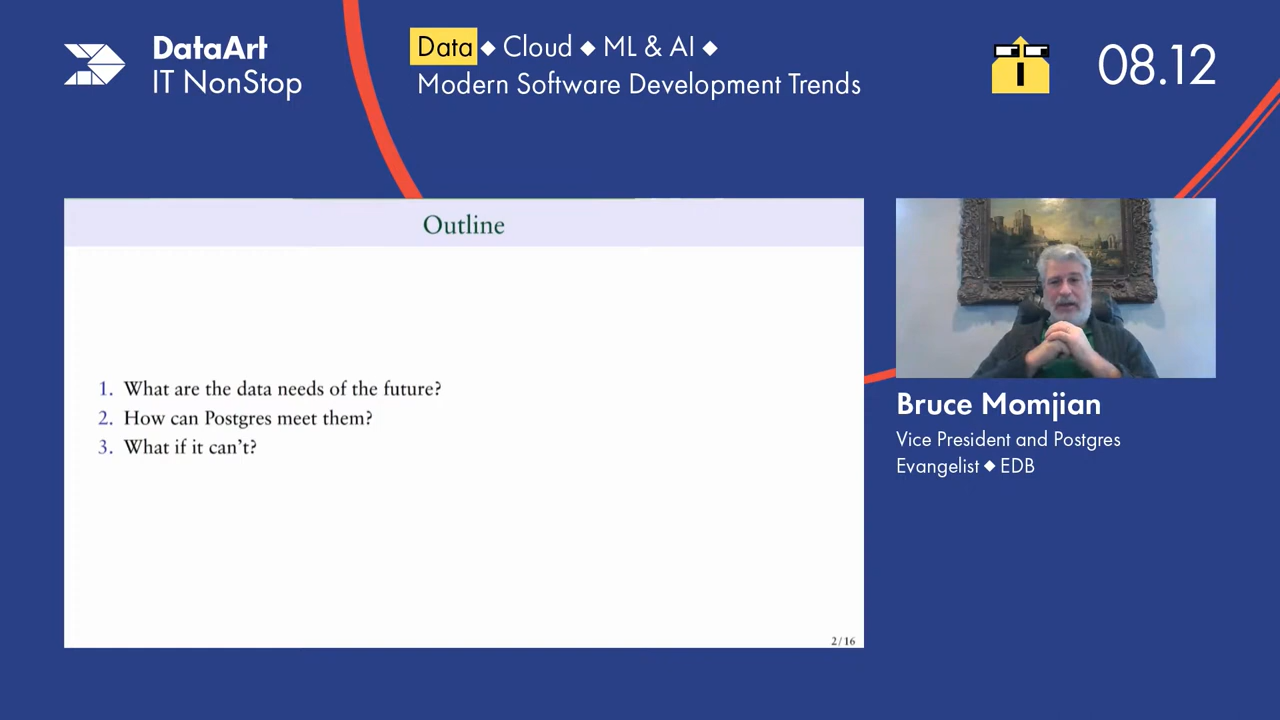 DataArt
IT NonStop
Data ◆ Cloud ◆ ML & AI ◆
Modern Software Development Trends
08.12
Outline
1. What are the data needs of the future?
2. How can Postgres meet them?
3. What if it can't?
2/16
Bruce Momjian
Vice President and Postgres
Evangelist ◆ EDB